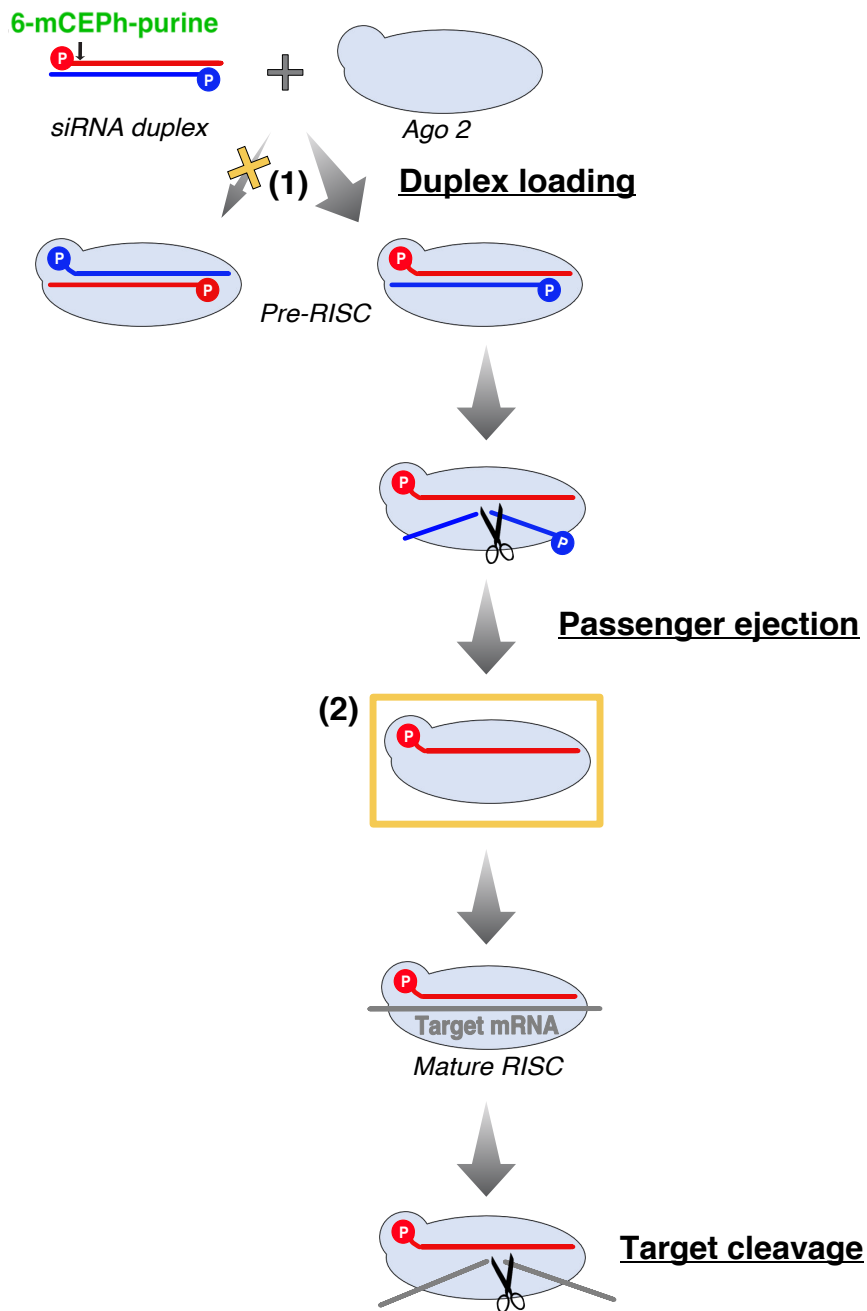 6-mCEPh-purine
P
P
siRNA duplex
Ago 2
(1)
Duplex loading
P
P
P
P
Pre-RISC
P
P
Passenger ejection
(2)
P
P
Target mRNA
Mature RISC
P
Target cleavage